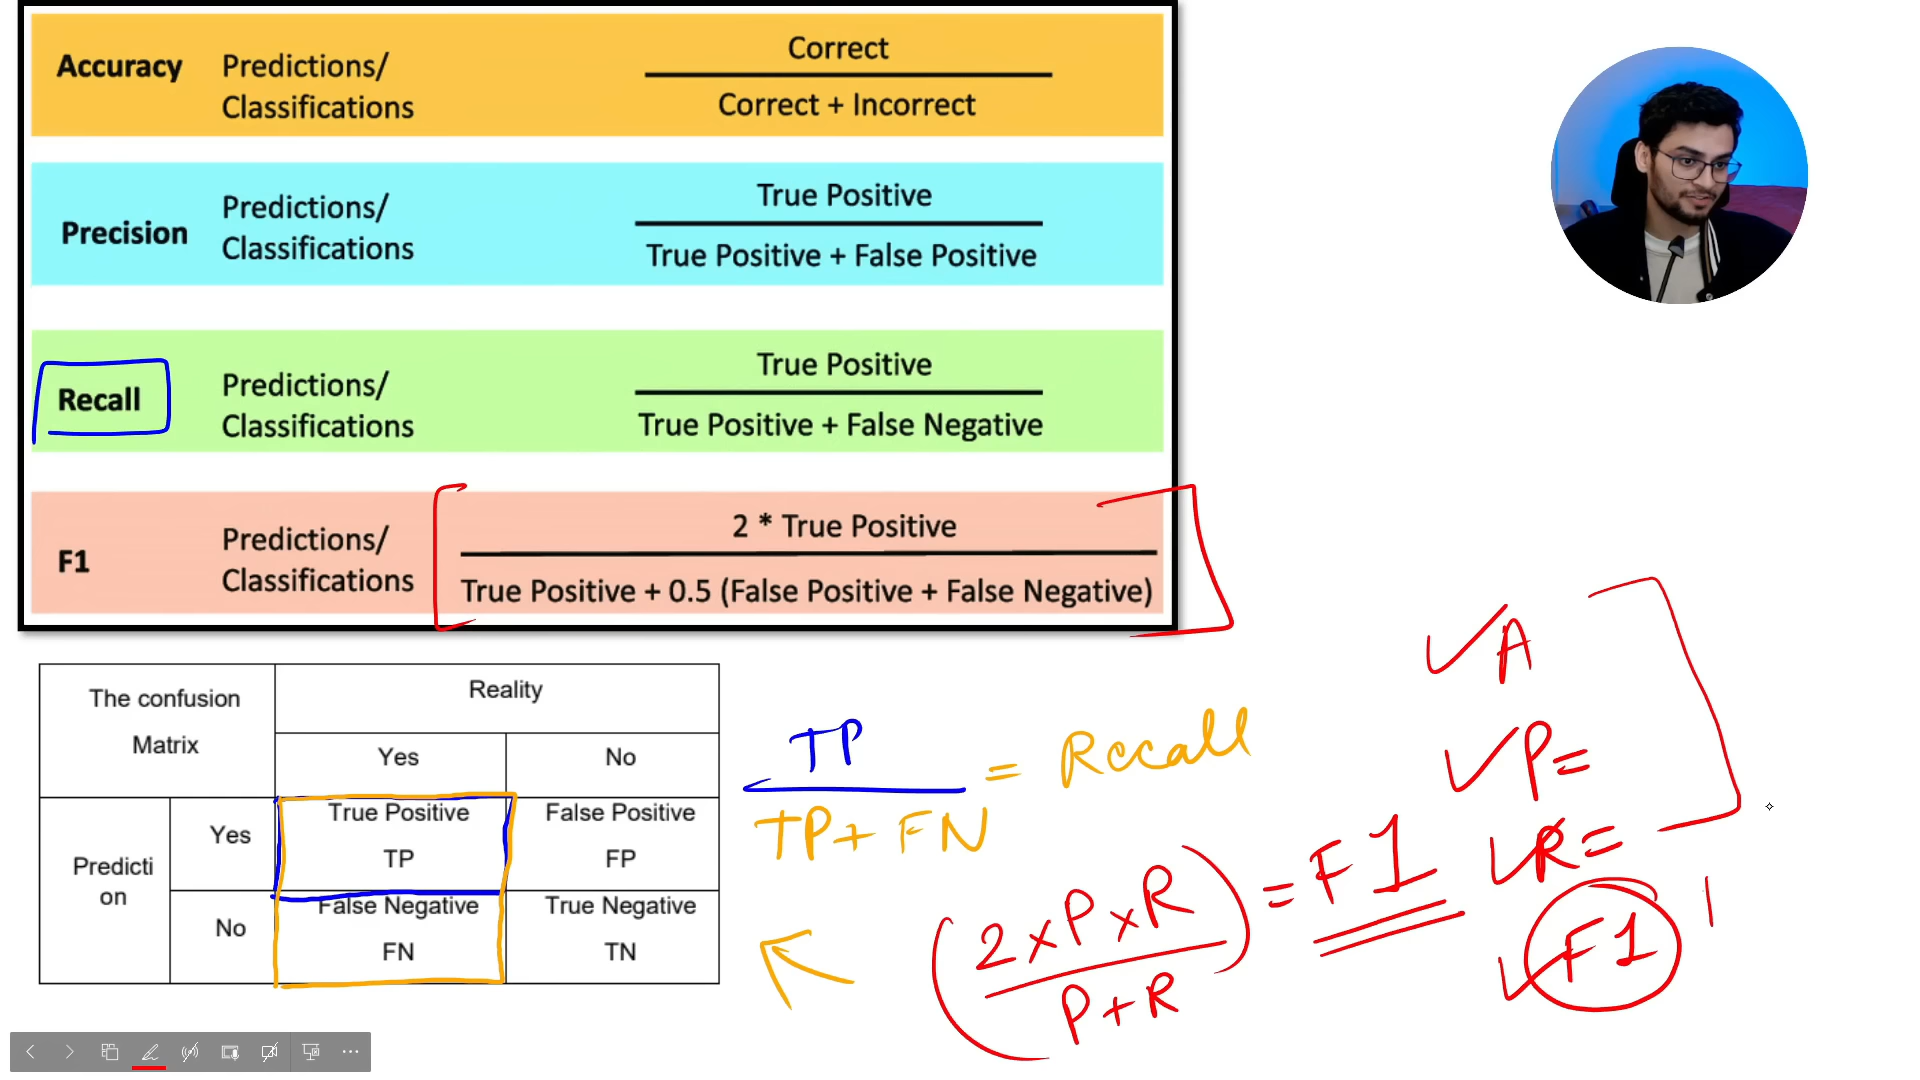 Accuracy
Predictions/
Classifications
Correct
Correct + Incorrect
Precision
Predictions/
Classifications
True Positive
True Positive + False Positive
Recall
Predictions/
Classifications
True Positive
True Positive + False Negative
F1
Predictions/
Classifications
2 * True Positive
True Positive + 0.5 (False Positive + False Negative)
The confusion
Matrix
Reality
Yes
No
Predicti
on
Yes
True Positive
TP
False Positive
FP
No
False Negative
FN
True Negative
TN
TP
TP + FN
= Recall
2 x P x R
P + R
= F1
A
P =
R =
F1